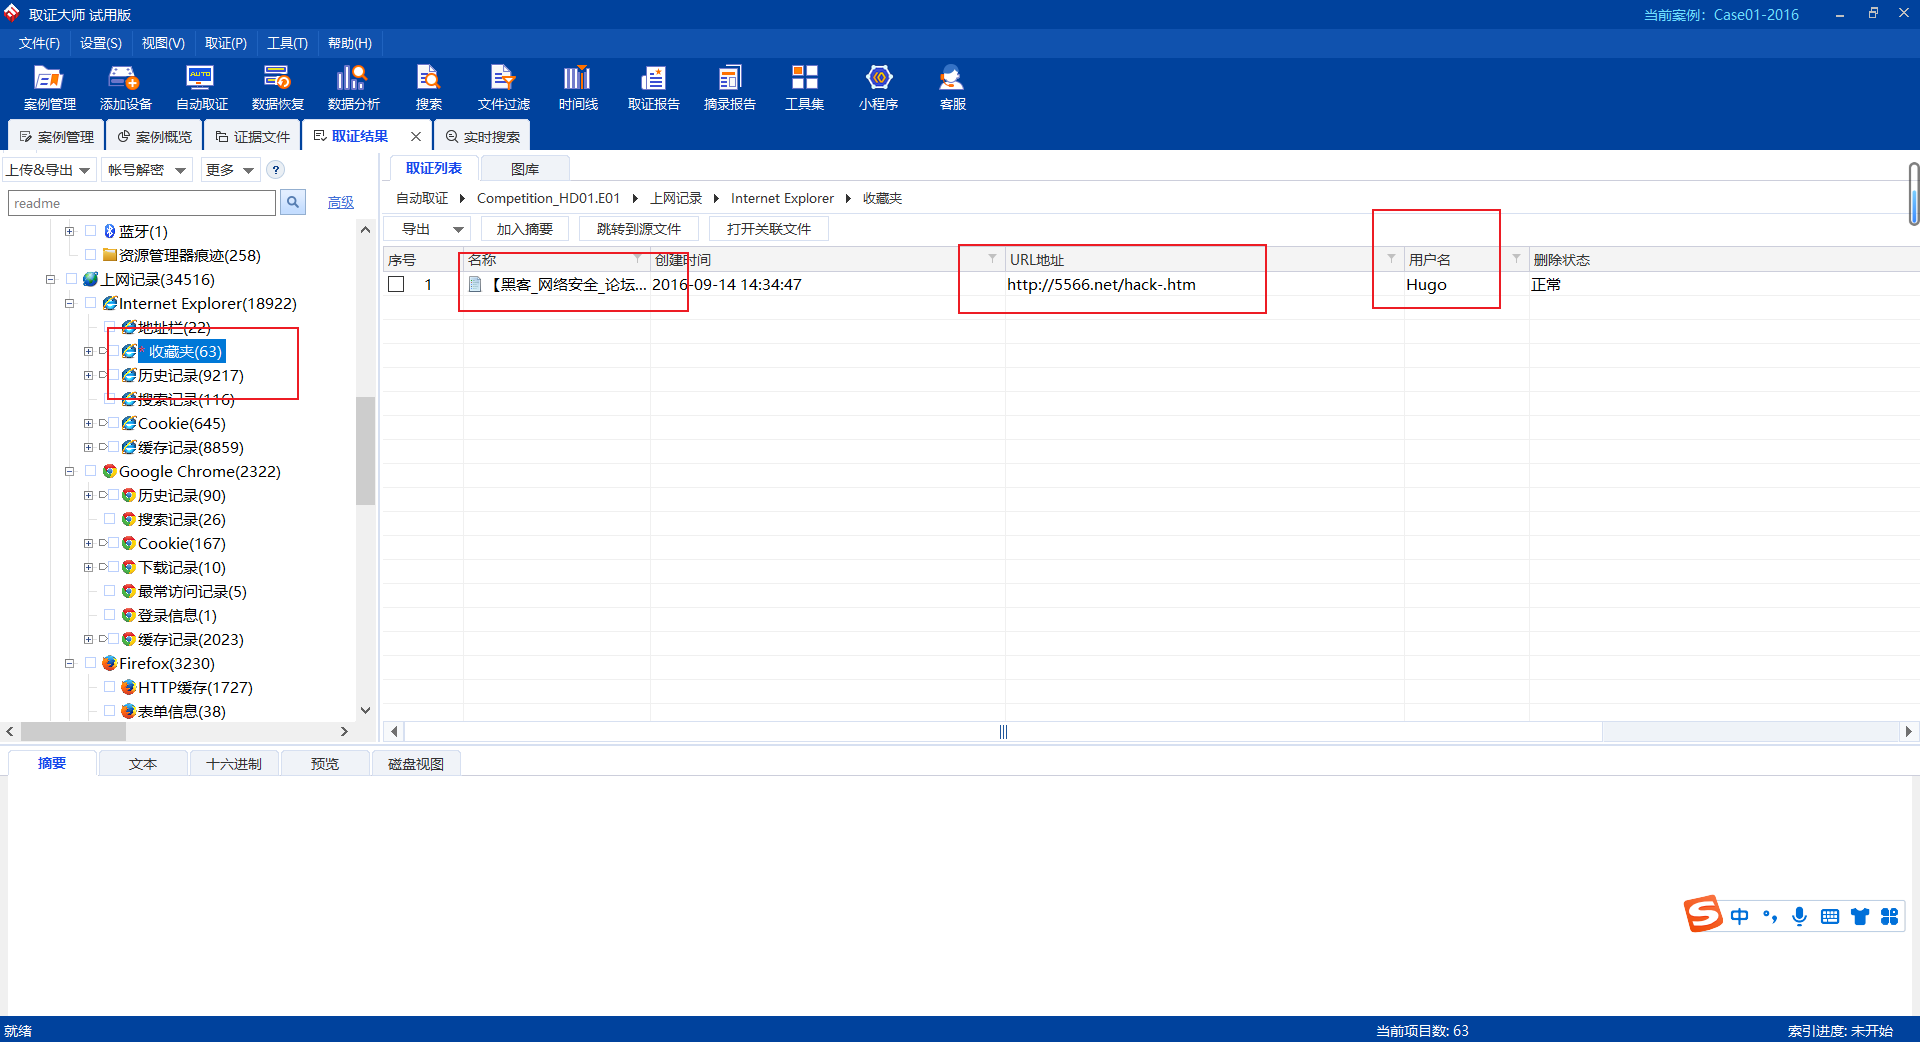 取证大师 试用版
当前案例：Case01-2016
文件(F) 设置(S) 视图(V) 取证(P) 工具(T) 帮助(H)
案例管理 添加设备 自动取证 数据恢复 数据分析 搜索 文件过滤 时间线 取证报告 摘录报告 工具集 小程序 客服
案例管理 案例概览 证据文件 取证结果 实时搜索
上传&导出 帐号解密 更多 ?
readme 高级
蓝牙(1)
资源管理器痕迹(258)
上网记录(34516)
Internet Explorer(18922)
地址栏(22)
* 收藏夹(63)
历史记录(9217)
搜索记录(116)
Cookie(645)
缓存记录(8859)
Google Chrome(2322)
历史记录(90)
搜索记录(26)
Cookie(167)
下载记录(10)
最常访问记录(5)
登录信息(1)
缓存记录(2023)
Firefox(3230)
HTTP缓存(1727)
表单信息(38)
取证列表 图库
自动取证 Competition_HD01.E01 上网记录 Internet Explorer 收藏夹
导出 加入摘要 跳转到源文件 打开关联文件
序号 名称 创建时间 URL地址 用户名 删除状态
1 【黑客_网络安全_论坛... 2016-09-14 14:34:47 http://5566.net/hack-.htm Hugo 正常
摘要 文本 十六进制 预览 磁盘视图
中
就绪
当前项目数: 63
索引进度: 未开始